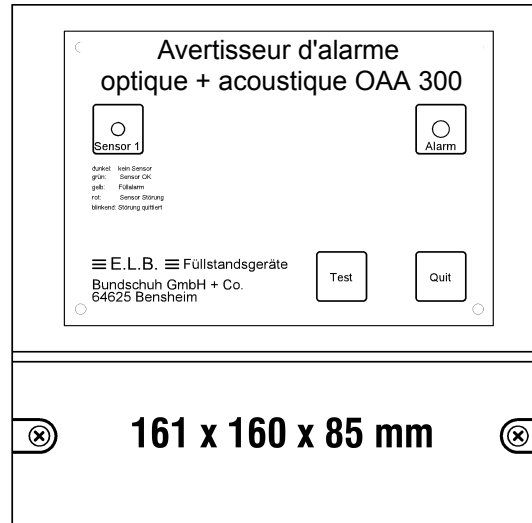 Avertisseur d'alarme
optique + acoustique OAA 300
Sensor 1
Alarm
dunkel: kein Sensor
grün: Sensor OK
gelb: Füllalarm
rot: Sensor Störung
blinkend: Störung quittiert
E.L.B. Füllstandsgeräte
Bundschuh GmbH + Co.
64625 Bensheim
Test
Quit
161 x 160 x 85 mm